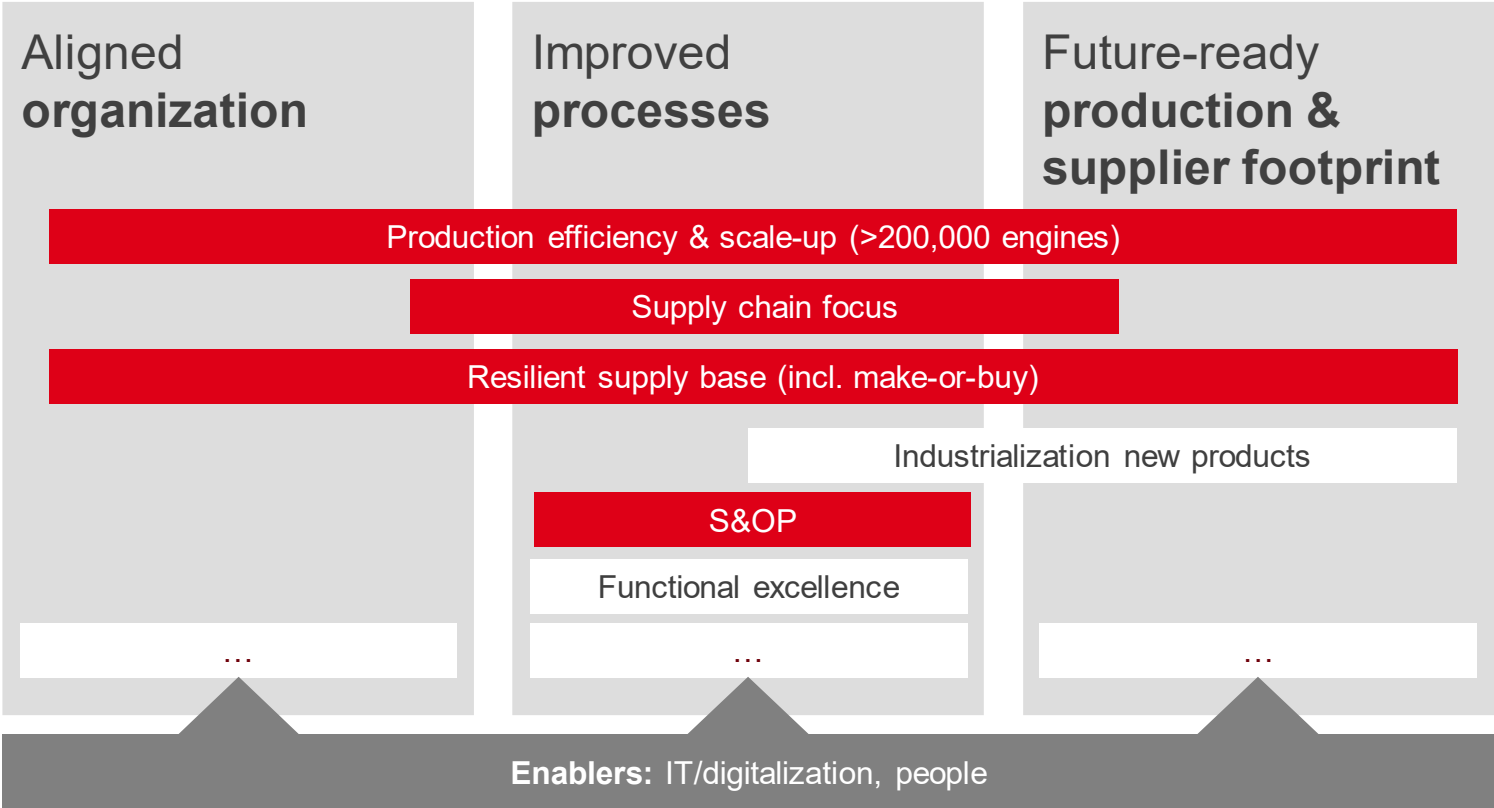 Aligned
organization
Improved
processes
Future-ready
production &
supplier footprint
Production efficiency & scale-up (>200,000 engines)
Supply chain focus
Resilient supply base (incl. make-or-buy)
Industrialization new products
S&OP
Functional excellence
...
...
...
Enablers: IT/digitalization, people